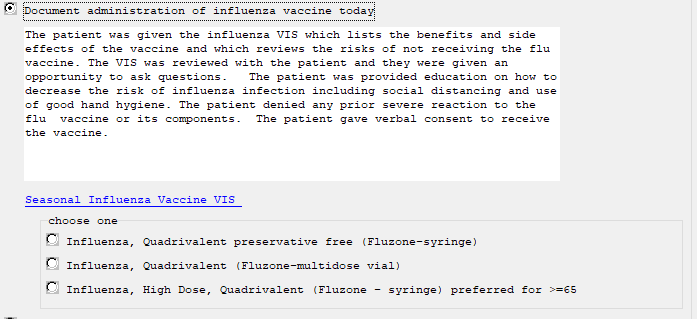 Document administration of influenza vaccine today
The patient was given the influenza VIS which lists the benefits and side
effects of the vaccine and which reviews the risks of not receiving the flu
vaccine. The VIS was reviewed with the patient and they were given an
opportunity to ask questions.   The patient was provided education on how to
decrease the risk of influenza infection including social distancing and use
of good hand hygiene. The patient denied any prior severe reaction to the
flu  vaccine or its components.  The patient gave verbal consent to receive
the vaccine.
Seasonal Influenza Vaccine VIS
choose one
Influenza, Quadrivalent preservative free (Fluzone-syringe)
Influenza, Quadrivalent (Fluzone-multidose vial)
Influenza, High Dose, Quadrivalent (Fluzone - syringe) preferred for >=65